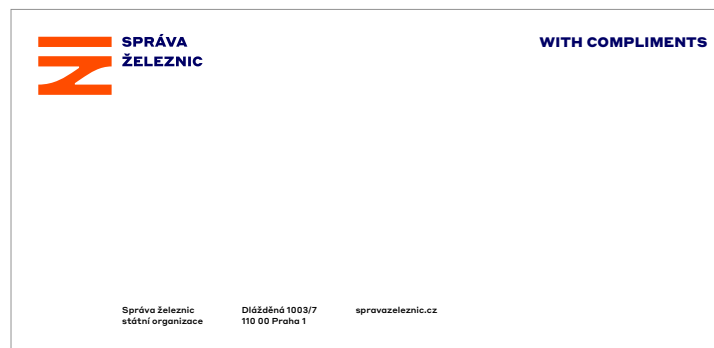 SPRÁVA
ŽELEZNIC
WITH COMPLIMENTS
Správa železnic
státní organizace
Dlážděná 1003/7
110 00 Praha 1
spravazeleznic.cz